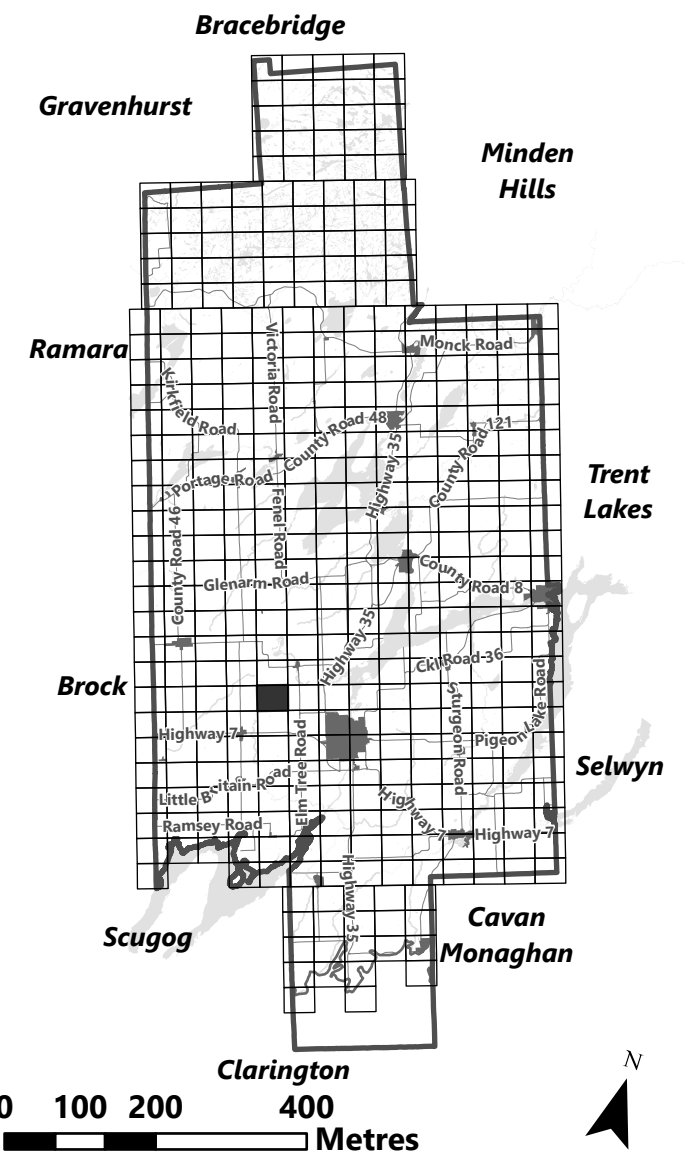 Bracebridge
Gravenhurst
Minden
Hills
Ramara
Monck Road
Victoria Road
Kirkfield Road
County Road 48
County Road 121
Highway 35
Portage Road
Trent
Lakes
County Road 46
Fenel Road
Glenarm Road
County Road 8
Highway 35
Ckl Road 36
Brock
Sturgeon Road
Pigeon Lake Road
Highway 7
Elm Tree Road
Selwyn
Little Britain Road
Highway 7
Highway 7
Ramsey Road
Highway 35
Scugog
Cavan
Monaghan
Clarington
N
0 100 200 400
Metres